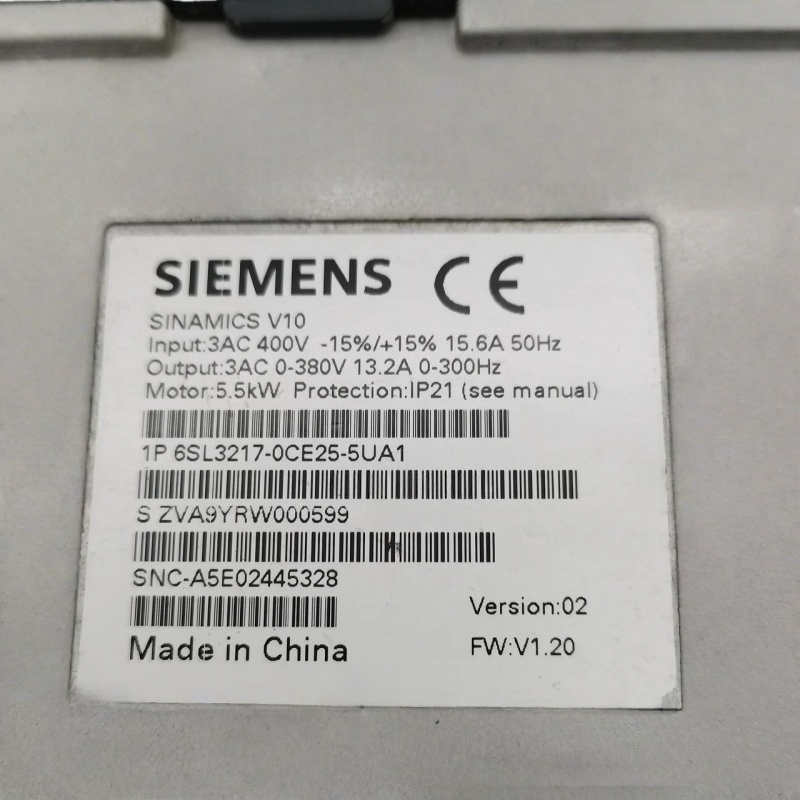 SIEMENS CE
SINAMICS V10
Input:3AC 400V -15%/+15% 15.6A 50Hz
Output:3AC 0-380V 13.2A 0-300Hz
Motor:5.5kW Protection:IP21 (see manual)
1P 6SL3217-0CE25-5UA1
S ZVA9YRW000599
SNC-A5E02445328
Version:02
Made in China FW:V1.20